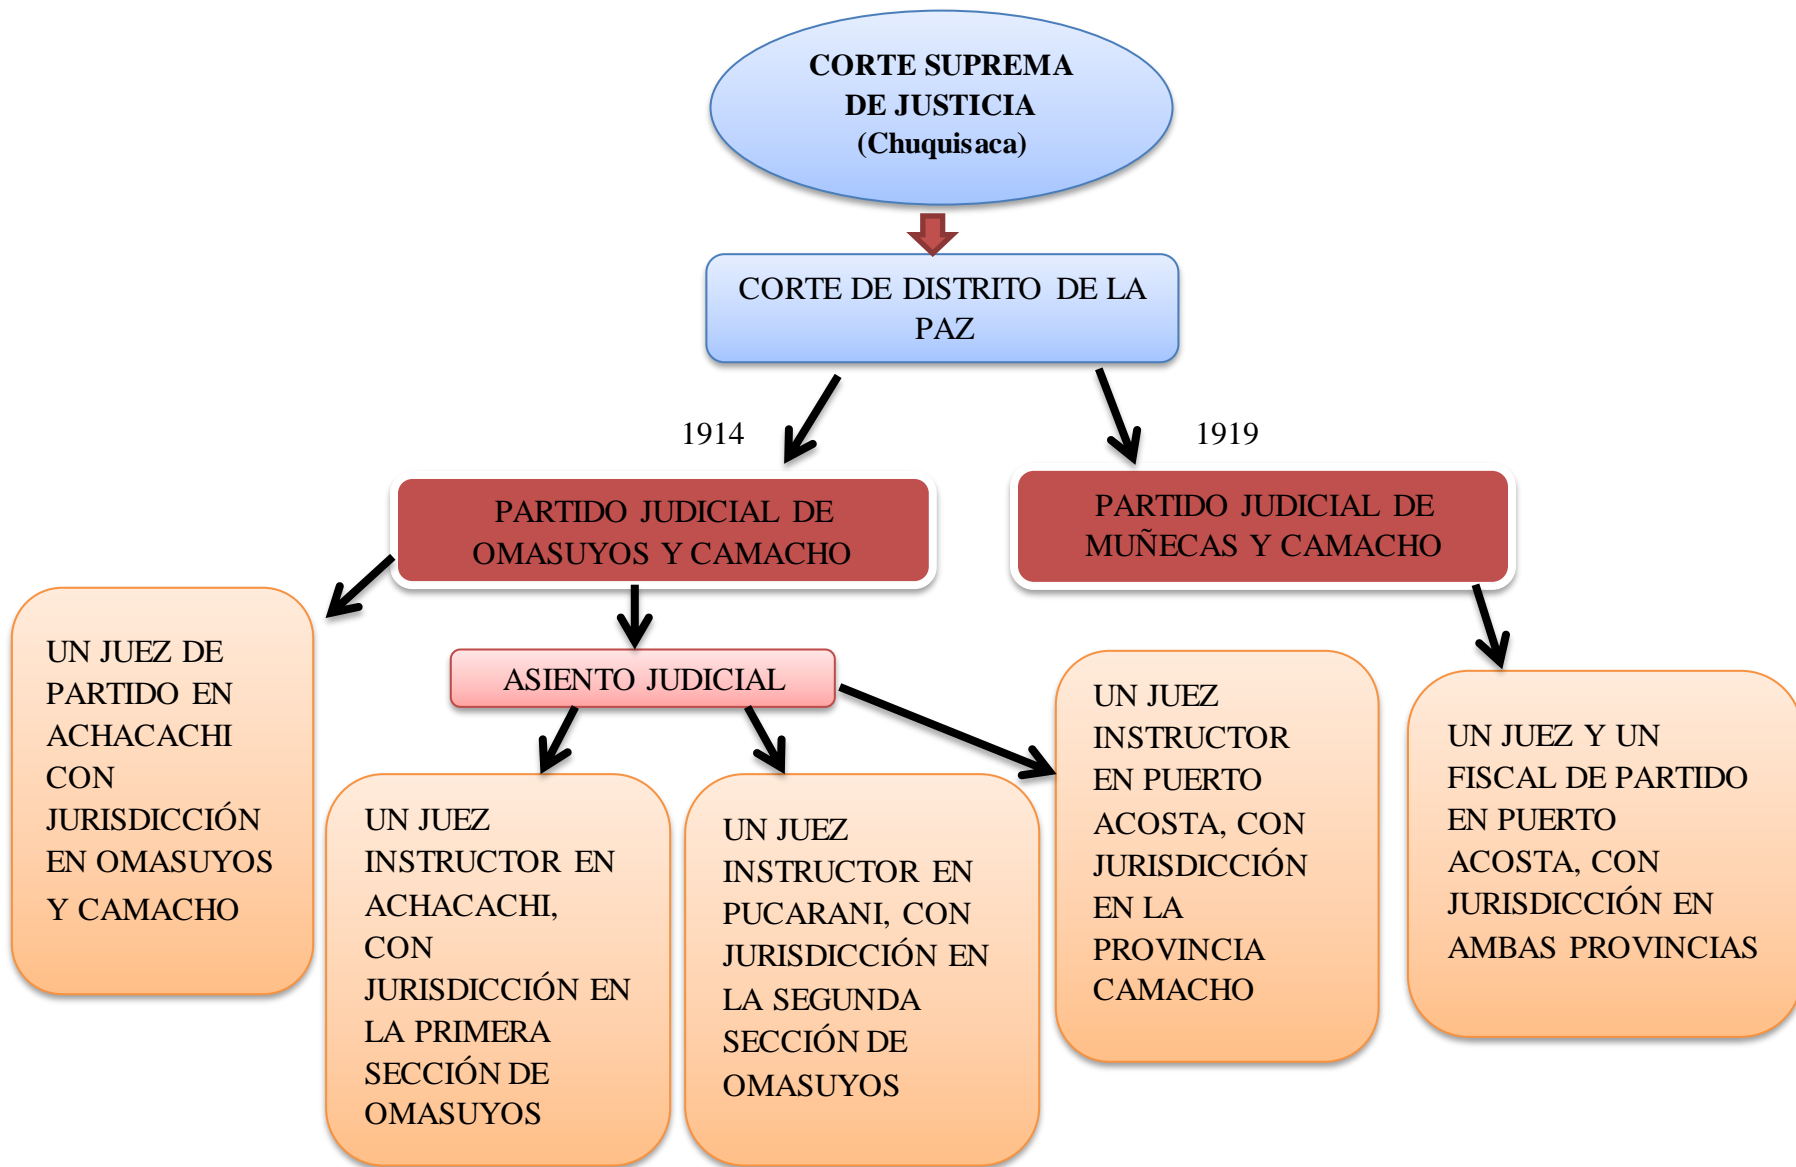 CORTE SUPREMA
DE JUSTICIA
(Chuquisaca)
CORTE DE DISTRITO DE LA
PAZ
1914
1919
PARTIDO JUDICIAL DE
OMASUYOS Y CAMACHO
PARTIDO JUDICIAL DE
MUÑECAS Y CAMACHO
UN JUEZ DE
PARTIDO EN
ACHACACHI
CON
JURISDICCIÓN
EN OMASUYOS
Y CAMACHO
ASIENTO JUDICIAL
UN JUEZ
INSTRUCTOR EN
ACHACACHI,
CON
JURISDICCIÓN EN
LA PRIMERA
SECCIÓN DE
OMASUYOS
UN JUEZ
INSTRUCTOR EN
PUCARANI, CON
JURISDICCIÓN EN
LA SEGUNDA
SECCIÓN DE
OMASUYOS
UN JUEZ
INSTRUCTOR
EN PUERTO
ACOSTA, CON
JURISDICCIÓN
EN LA
PROVINCIA
CAMACHO
UN JUEZ Y UN
FISCAL DE PARTIDO
EN PUERTO
ACOSTA, CON
JURISDICCIÓN EN
AMBAS PROVINCIAS